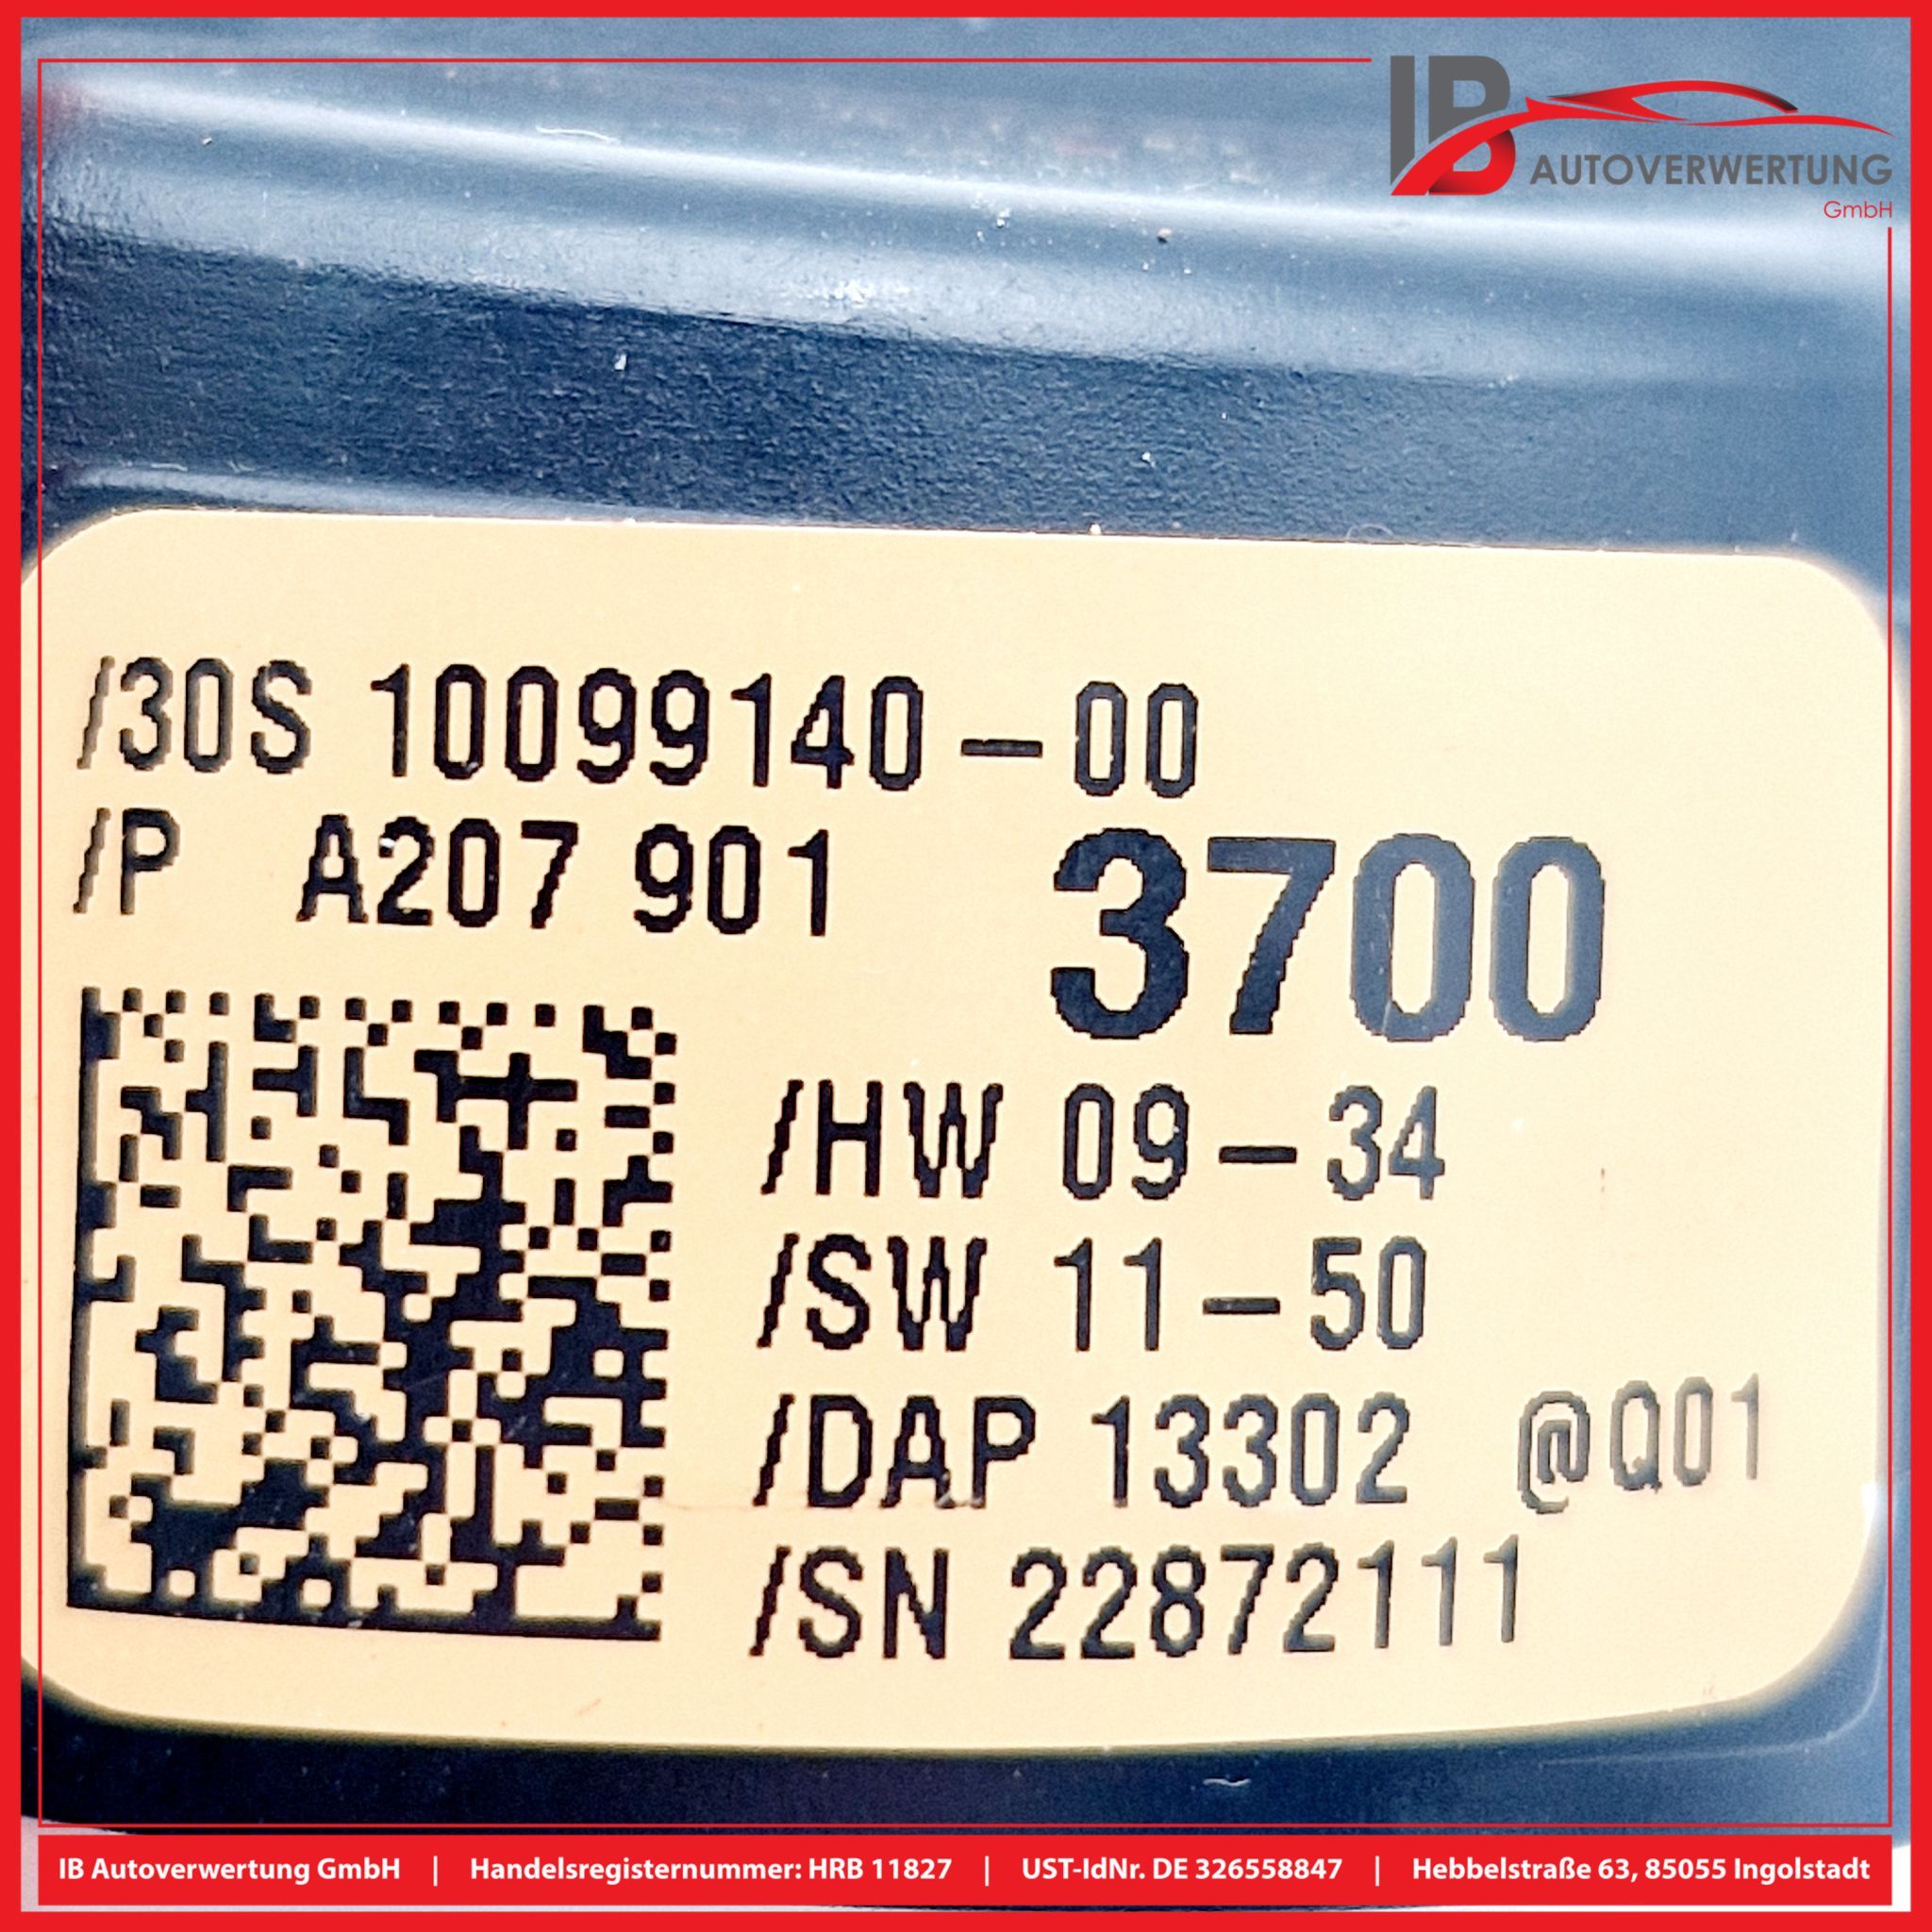 IB AUTOVERWERTUNG
GmbH
/30S 10099140-00
/P A207 901 3700
/HW 09-34
/SW 11-50
/DAP 13302 @Q01
/SN 22872111
IB Autoverwertung GmbH | Handelsregisternummer: HRB 11827 | UST-IdNr. DE 326558847 | Hebbelstraße 63, 85055 Ingolstadt